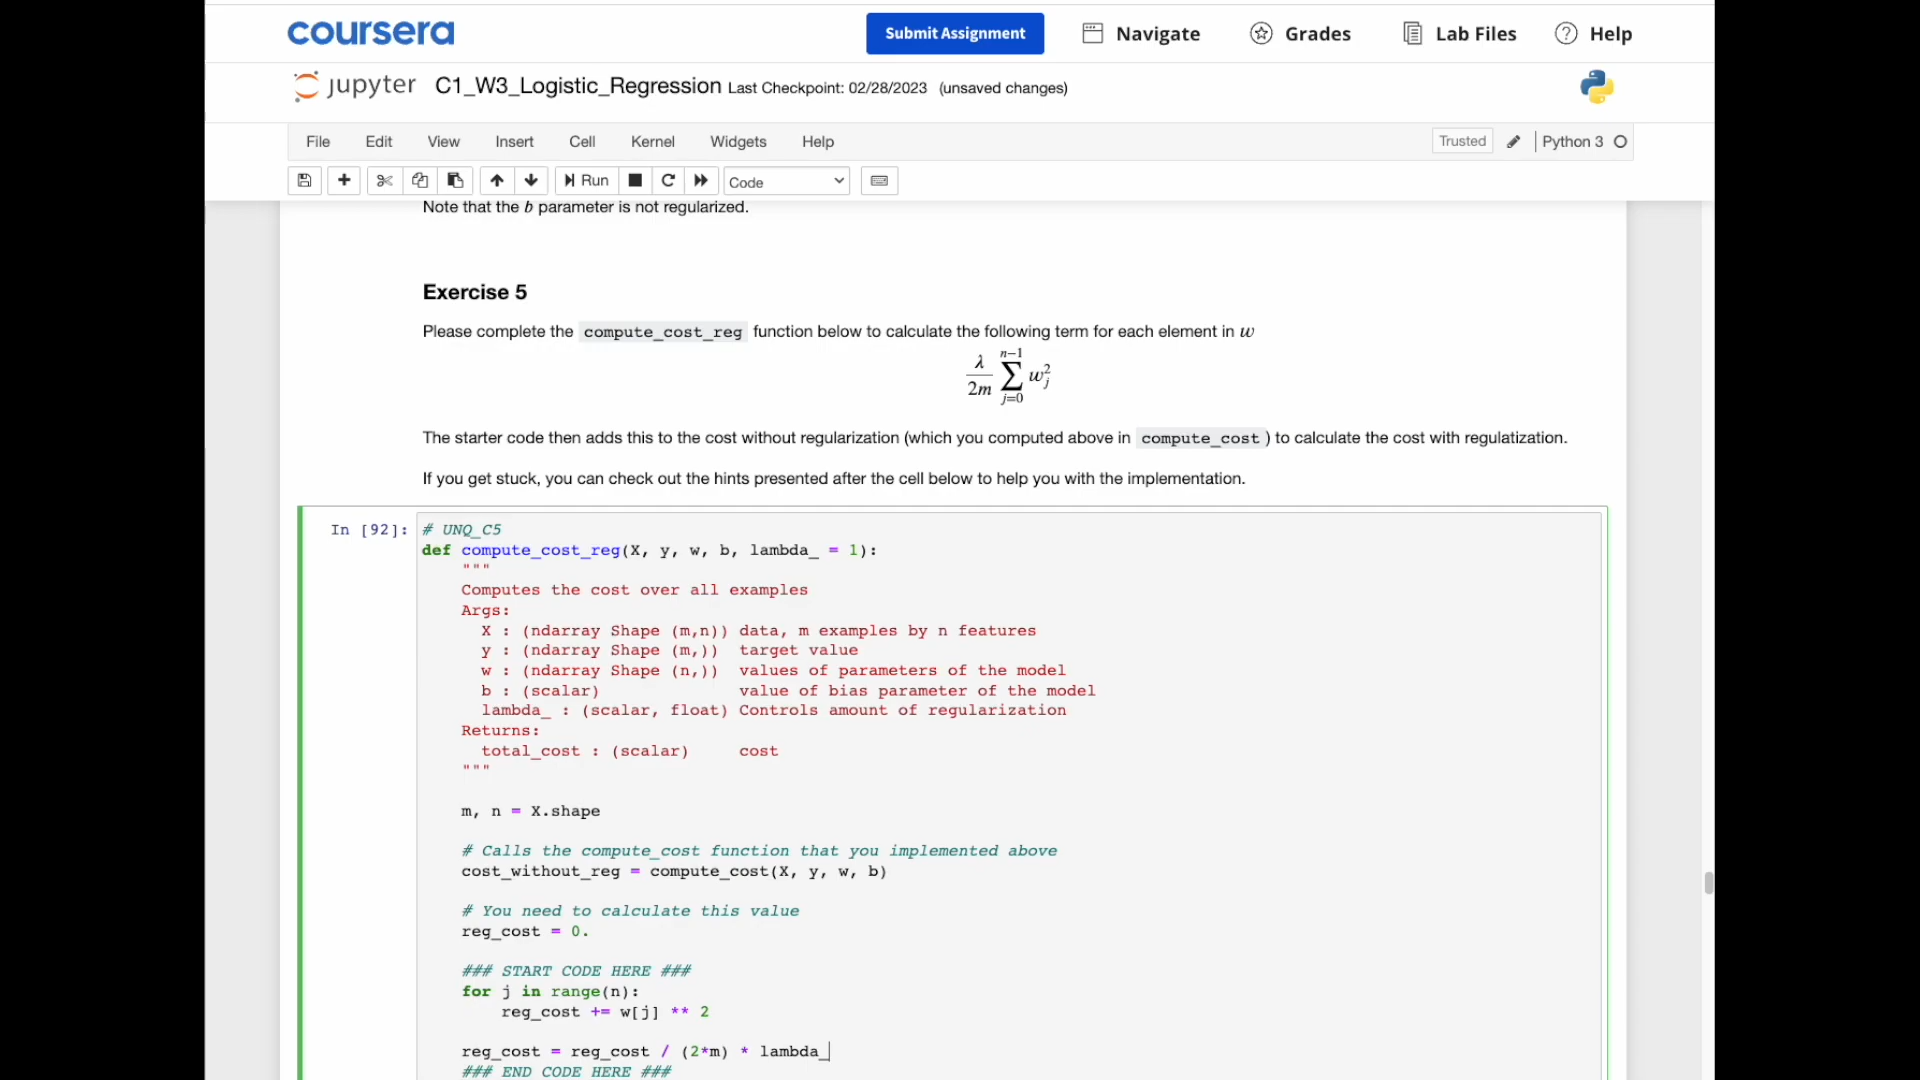 coursera
Submit Assignment
Navigate
Grades
Lab Files
Help
jupyter C1_W3_Logistic_Regression Last Checkpoint: 02/28/2023 (unsaved changes)
File Edit View Insert Cell Kernel Widgets Help
Trusted
Python 3
Run
Code
Note that the b parameter is not regularized.
Exercise 5
Please complete the compute_cost_reg function below to calculate the following term for each element in w
λ/2m ∑_{j=0}^{n−1} w_j^2
The starter code then adds this to the cost without regularization (which you computed above in compute_cost ) to calculate the cost with regulatization.
If you get stuck, you can check out the hints presented after the cell below to help you with the implementation.
In [92]:
# UNQ_C5
def compute_cost_reg(X, y, w, b, lambda_ = 1):
    """
    Computes the cost over all examples
    Args:
      X : (ndarray Shape (m,n)) data, m examples by n features
      y : (ndarray Shape (m,))  target value
      w : (ndarray Shape (n,))  values of parameters of the model
      b : (scalar)              value of bias parameter of the model
      lambda_ : (scalar, float) Controls amount of regularization
    Returns:
      total_cost : (scalar)     cost
    """
    m, n = X.shape
    # Calls the compute_cost function that you implemented above
    cost_without_reg = compute_cost(X, y, w, b)
    # You need to calculate this value
    reg_cost = 0.
    ### START CODE HERE ###
    for j in range(n):
        reg_cost += w[j] ** 2
    reg_cost = reg_cost / (2*m) * lambda_
    ### END CODE HERE ###